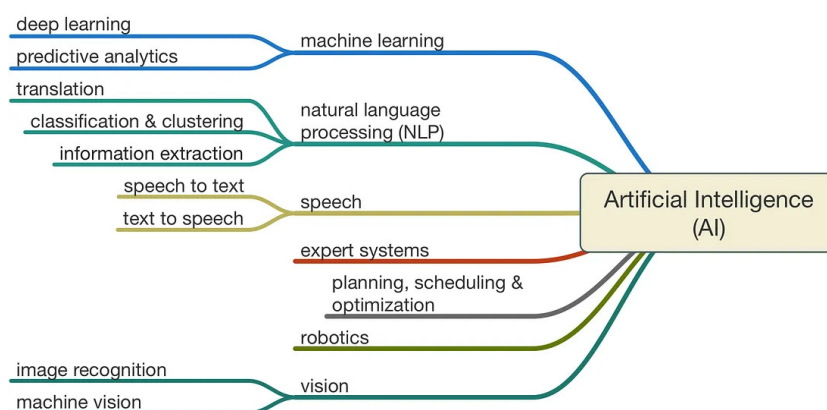 deep learning
predictive analytics
machine learning
translation
classification & clustering
information extraction
natural language
processing (NLP)
speech to text
text to speech
speech
expert systems
planning, scheduling &
optimization
robotics
image recognition
machine vision
vision
Artificial Intelligence
(AI)